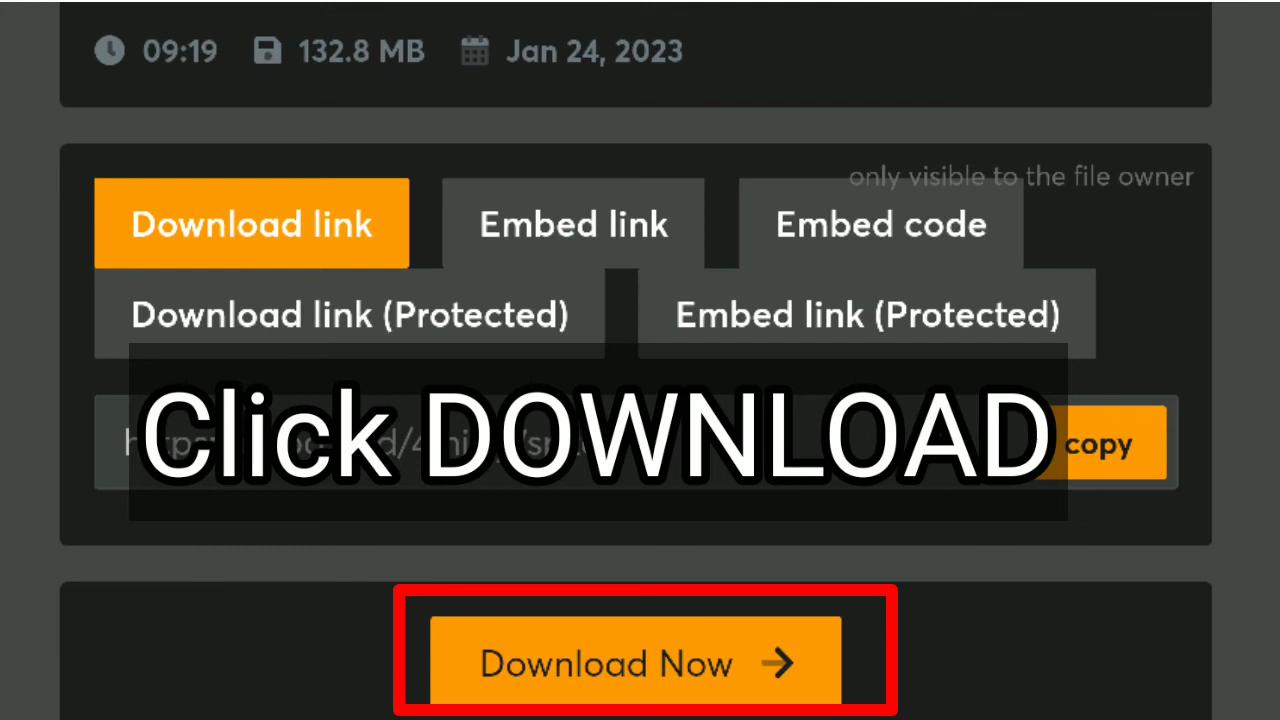 09:19 132.8 MB Jan 24, 2023
only visible to the file owner
Download link Embed link Embed code
Download link (Protected) Embed link (Protected)
Click DOWNLOAD
copy
Download Now